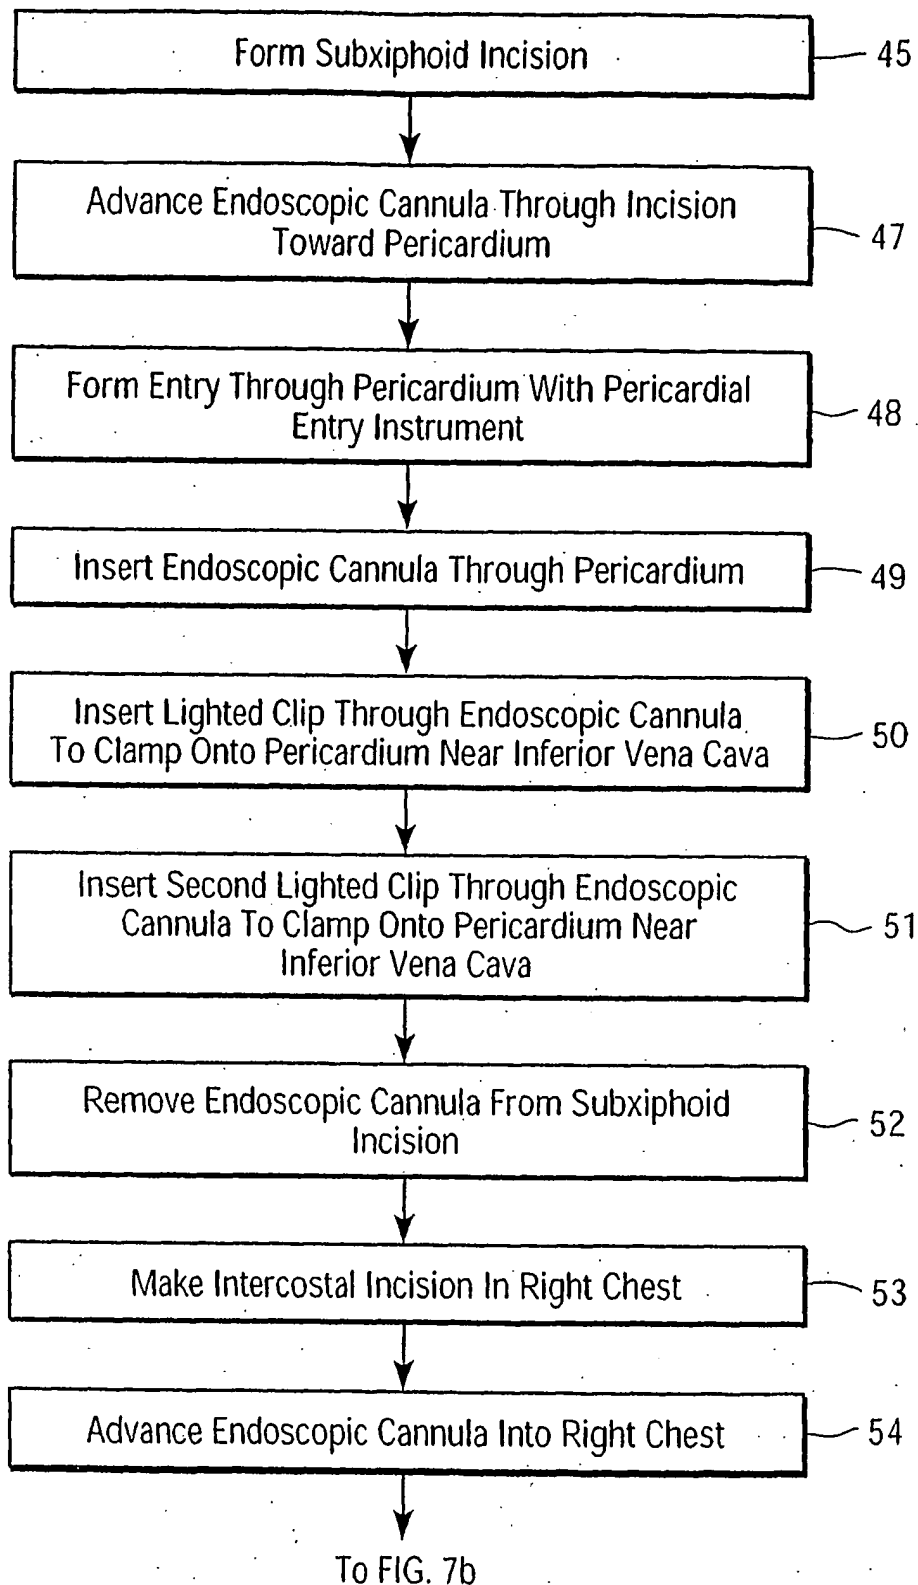 Form Subxiphoid Incision
45
Advance Endoscopic Cannula Through Incision
Toward Pericardium
47
Form Entry Through Pericardium With Pericardial
Entry Instrument
48
Insert Endoscopic Cannula Through Pericardium
49
Insert Lighted Clip Through Endoscopic Cannula
To Clamp Onto Pericardium Near Inferior Vena Cava
50
Insert Second Lighted Clip Through Endoscopic
Cannula To Clamp Onto Pericardium Near
Inferior Vena Cava
51
Remove Endoscopic Cannula From Subxiphoid
Incision
52
Make Intercostal Incision In Right Chest
53
Advance Endoscopic Cannula Into Right Chest
54
To FIG. 7b